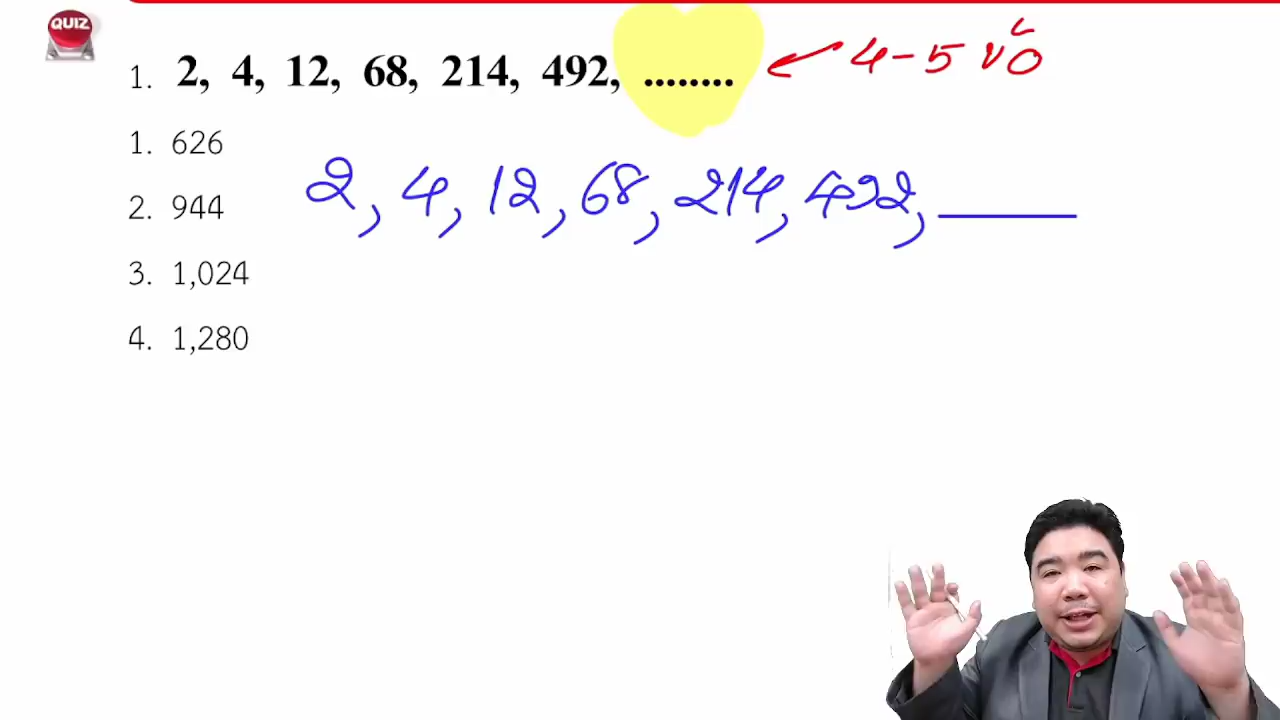 QUIZ
1. 2, 4, 12, 68, 214, 492, ........
4-5 ข้อ
1. 626
2, 4, 12, 68, 214, 492, ____
2. 944
3. 1,024
4. 1,280